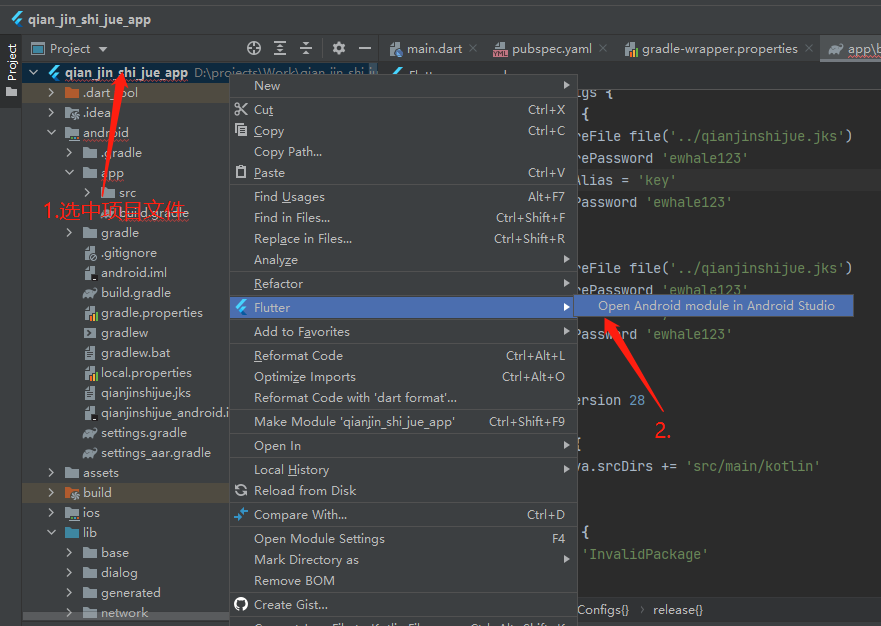 qian_jin_shi_jue_app
Project
main.dart
pubspec.yaml
gradle-wrapper.properties
Project
qian_jin_shi_jue_app
.dart_tool
.idea
android
.gradle
app
src
build.gradle
1.选中项目文件
gradle
.gitignore
android.iml
build.gradle
gradle.properties
gradlew
gradlew.bat
local.properties
qianjinshijue.jks
qianjinshijue_android.i
settings.gradle
settings_aar.gradle
assets
build
ios
lib
base
dialog
generated
network
New
Cut Ctrl+X
Copy Ctrl+C
Copy Path...
Paste Ctrl+V
Find Usages Alt+F7
Find in Files... Ctrl+Shift+F
Replace in Files... Ctrl+Shift+R
Analyze
Refactor
Flutter
Open Android module in Android Studio
Add to Favorites
Reformat Code Ctrl+Alt+L
Optimize Imports Ctrl+Alt+O
Reformat Code with 'dart format'...
Make Module 'qianjin_shi_jue_app' Ctrl+Shift+F9
Open In
Local History
Reload from Disk
Compare With... Ctrl+D
Open Module Settings F4
Mark Directory as
Remove BOM
Create Gist...
gs {
{
reFile file('../qianjinshijue.jks')
rePassword 'ewhale123'
Alias = 'key'
Password 'ewhale123'
reFile file('../qianjinshijue.jks')
rePassword 'ewhale123'
Password 'ewhale123'
2.
ersion 28
{
va.srcDirs += 'src/main/kotlin'
{
'InvalidPackage'
Configs{} › release{}